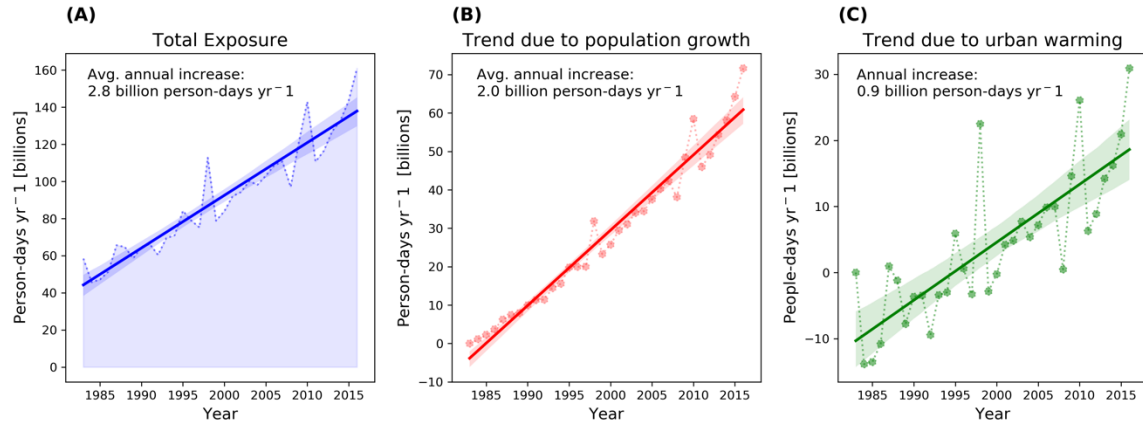 (A)
Total Exposure
Avg. annual increase:
2.8 billion person-days yr⁻1
Person-days yr⁻1 [billions]
160
140
120
100
80
60
40
20
0
1985 1990 1995 2000 2005 2010 2015
Year
(B)
Trend due to population growth
Avg. annual increase:
2.0 billion person-days yr⁻1
Person-days yr⁻1 [billions]
70
60
50
40
30
20
10
0
−10
1985 1990 1995 2000 2005 2010 2015
Year
(C)
Trend due to urban warming
Annual increase:
0.9 billion person-days yr⁻1
People-days yr⁻1 [billions]
30
20
10
0
−10
1985 1990 1995 2000 2005 2010 2015
Year